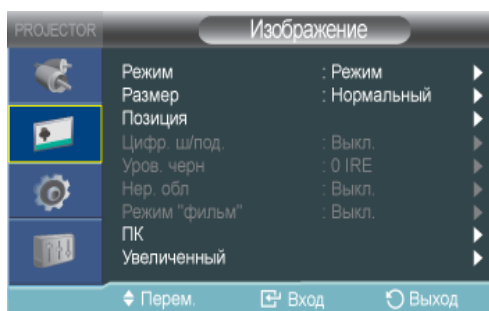 PROJECTOR Изображение
Режим : Режим
Размер : Нормальный
Позиция
Цифр. ш/под. : Выкл.
Уров. черн : 0 IRE
Нер. обл : Выкл.
Режим "фильм" : Выкл.
ПК
Увеличенный
Перем. Вход Выход